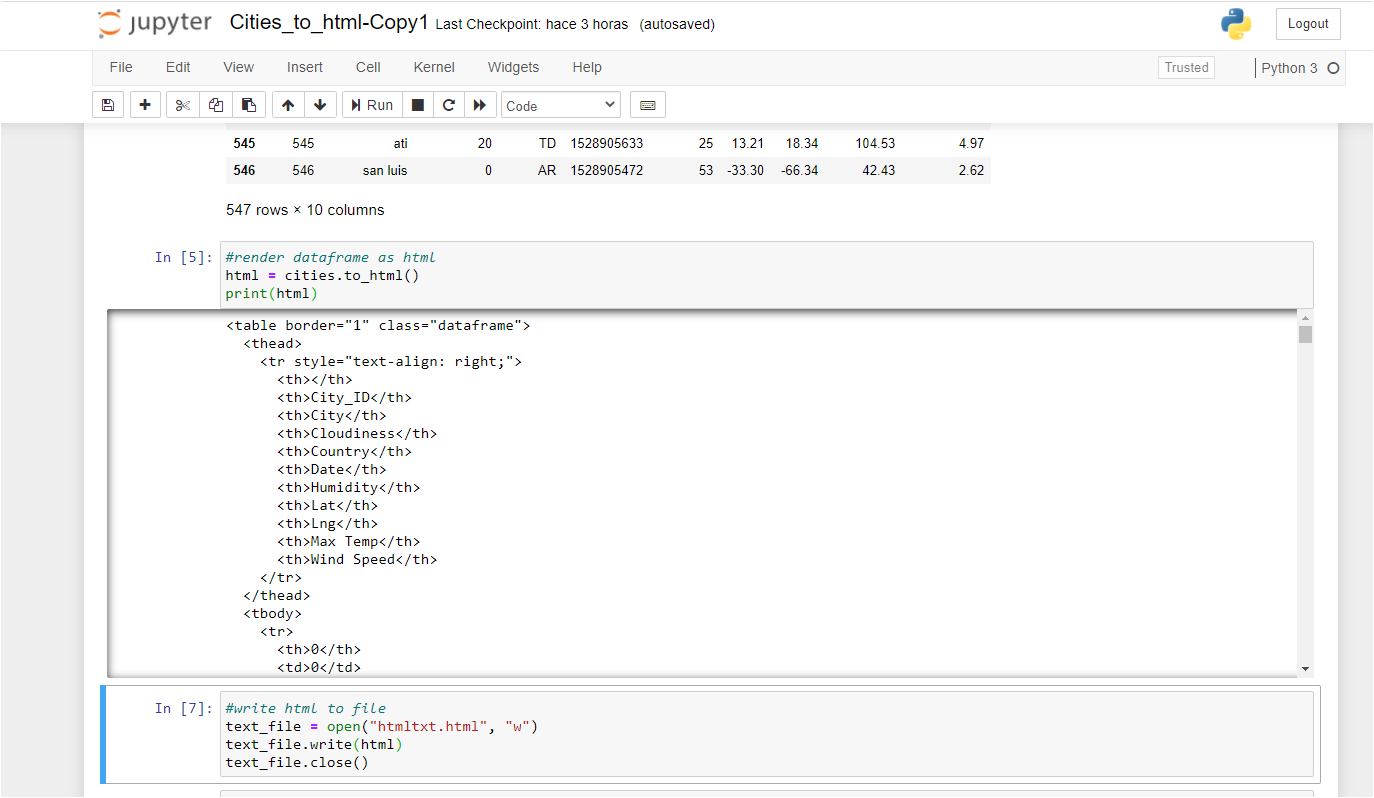 jupyter Cities_to_html-Copy1 Last Checkpoint: hace 3 horas (autosaved) Logout
File Edit View Insert Cell Kernel Widgets Help Trusted Python 3
Run Code
545 545 ati 20 TD 1528905633 25 13.21 18.34 104.53 4.97
546 546 san luis 0 AR 1528905472 53 -33.30 -66.34 42.43 2.62
547 rows × 10 columns
In [5]: #render dataframe as html
html = cities.to_html()
print(html)
<table border="1" class="dataframe">
<thead>
<tr style="text-align: right;">
<th></th>
<th>City_ID</th>
<th>City</th>
<th>Cloudiness</th>
<th>Country</th>
<th>Date</th>
<th>Humidity</th>
<th>Lat</th>
<th>Lng</th>
<th>Max Temp</th>
<th>Wind Speed</th>
</tr>
</thead>
<tbody>
<tr>
<th>0</th>
<td>0</td>
In [7]: #write html to file
text_file = open("htmltxt.html", "w")
text_file.write(html)
text_file.close()